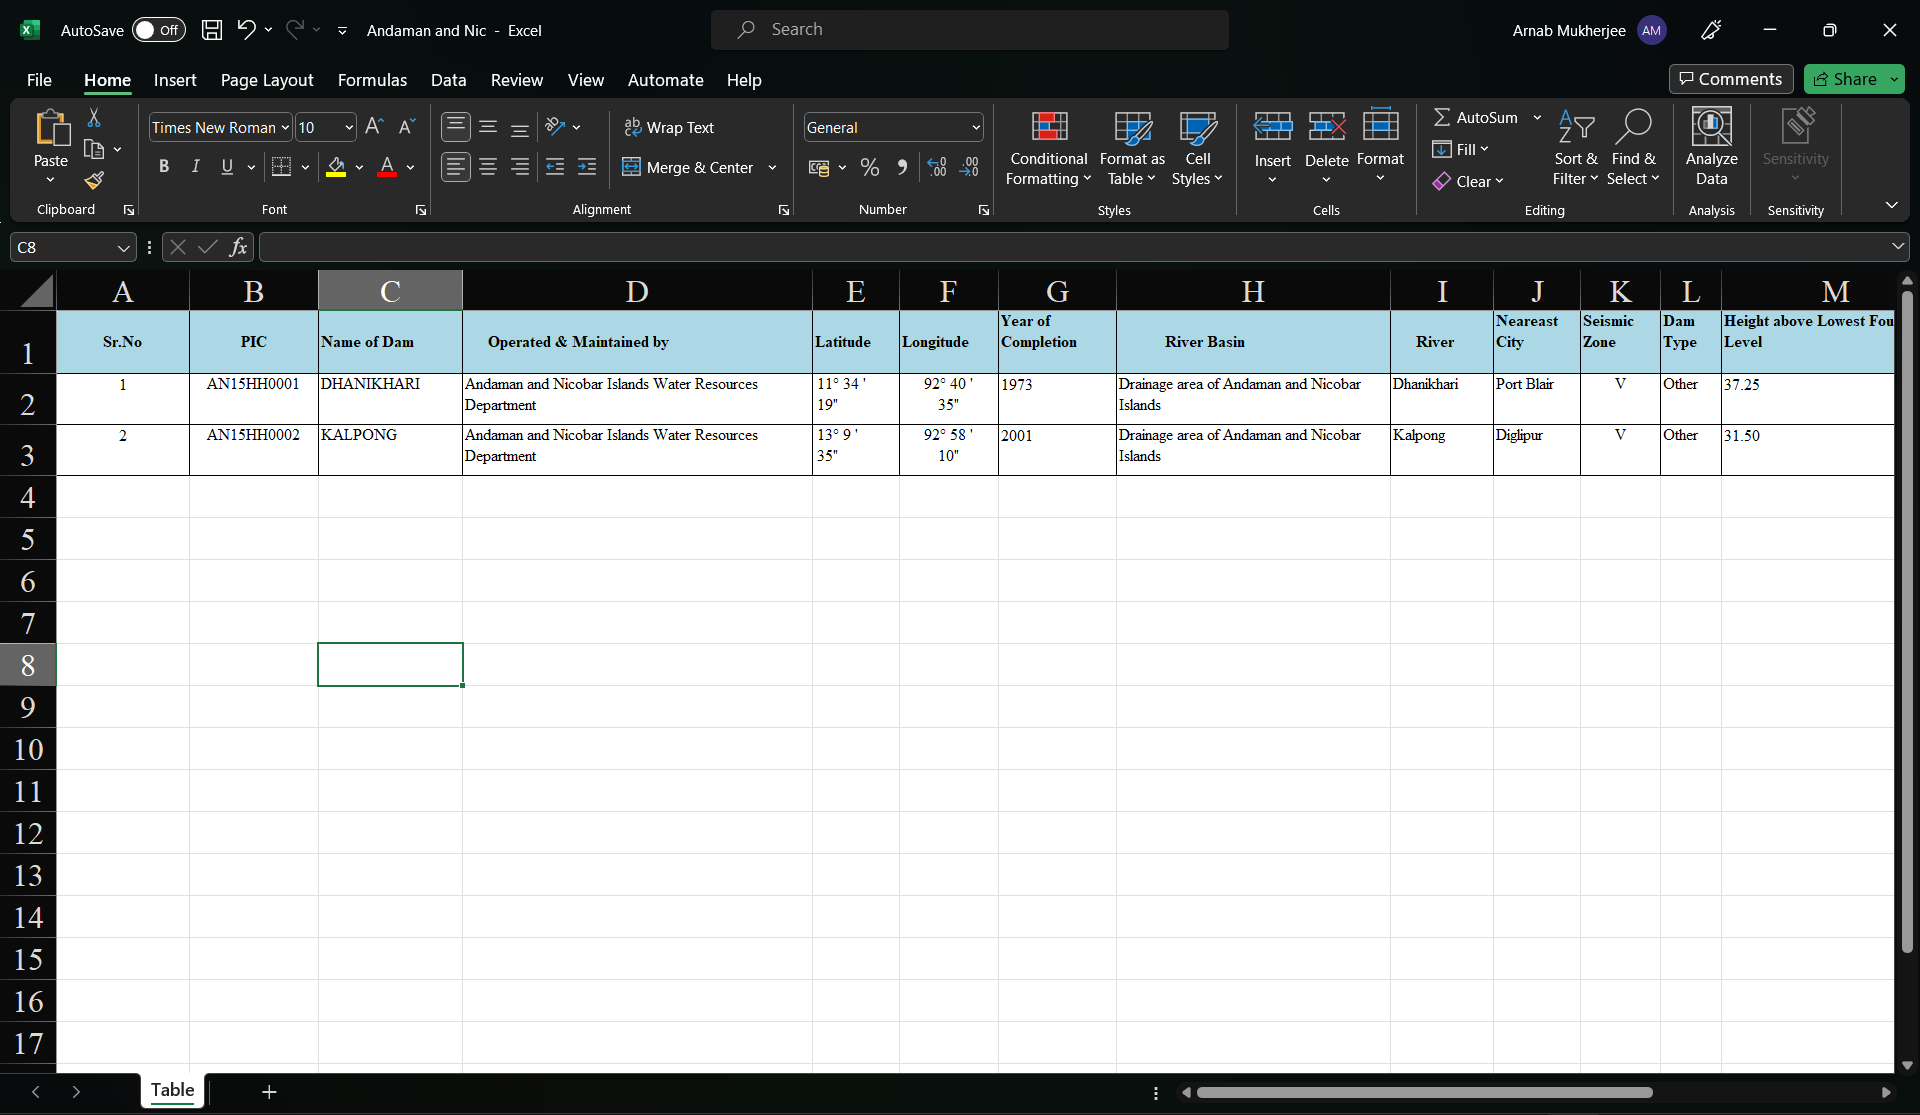 AutoSave Off Andaman and Nic - Excel Search Arnab Mukherjee AM
File Home Insert Page Layout Formulas Data Review View Automate Help Comments Share
Paste
Clipboard
Times New Roman 10
B I U A
Font
Wrap Text
Merge & Center
Alignment
General
Number
Conditional Formatting
Format as Table
Cell Styles
Styles
Insert Delete Format
Cells
AutoSum
Fill
Clear
Sort & Filter
Find & Select
Editing
Analyze Data
Analysis
Sensitivity
Sensitivity
C8 fx
A B C D E F G H I J K L M
1 Sr.No PIC Name of Dam Operated & Maintained by Latitude Longitude Year of Completion River Basin River Neareast City Seismic Zone Dam Type Height above Lowest Fou Level
2 1 AN15HH0001 DHANIKHARI Andaman and Nicobar Islands Water Resources Department 11° 34 ' 19" 92° 40 ' 35" 1973 Drainage area of Andaman and Nicobar Islands Dhanikhari Port Blair V Other 37.25
3 2 AN15HH0002 KALPONG Andaman and Nicobar Islands Water Resources Department 13° 9 ' 35" 92° 58 ' 10" 2001 Drainage area of Andaman and Nicobar Islands Kalpong Diglipur V Other 31.50
4
5
6
7
8
9
10
11
12
13
14
15
16
17
Table